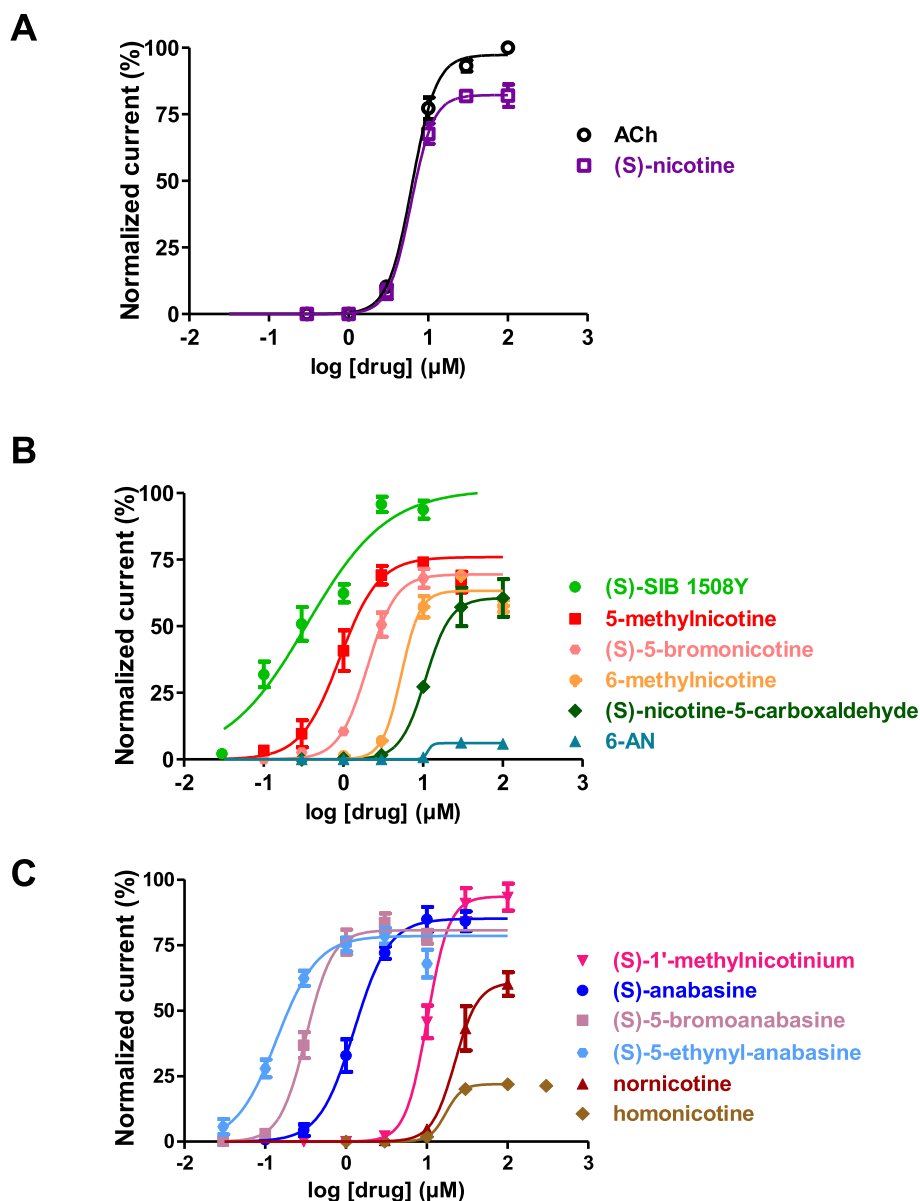 A
Normalized current (%)
100
75
50
25
0
-2 -1 0 1 2 3
log [drug] (µM)
ACh
(S)-nicotine
B
Normalized current (%)
100
75
50
25
0
-2 -1 0 1 2 3
log [drug] (µM)
(S)-SIB 1508Y
5-methylnicotine
(S)-5-bromonicotine
6-methylnicotine
(S)-nicotine-5-carboxaldehyde
6-AN
C
Normalized current (%)
100
75
50
25
0
-2 -1 0 1 2 3
log [drug] (µM)
(S)-1'-methylnicotinium
(S)-anabasine
(S)-5-bromoanabasine
(S)-5-ethynyl-anabasine
nornicotine
homonicotine